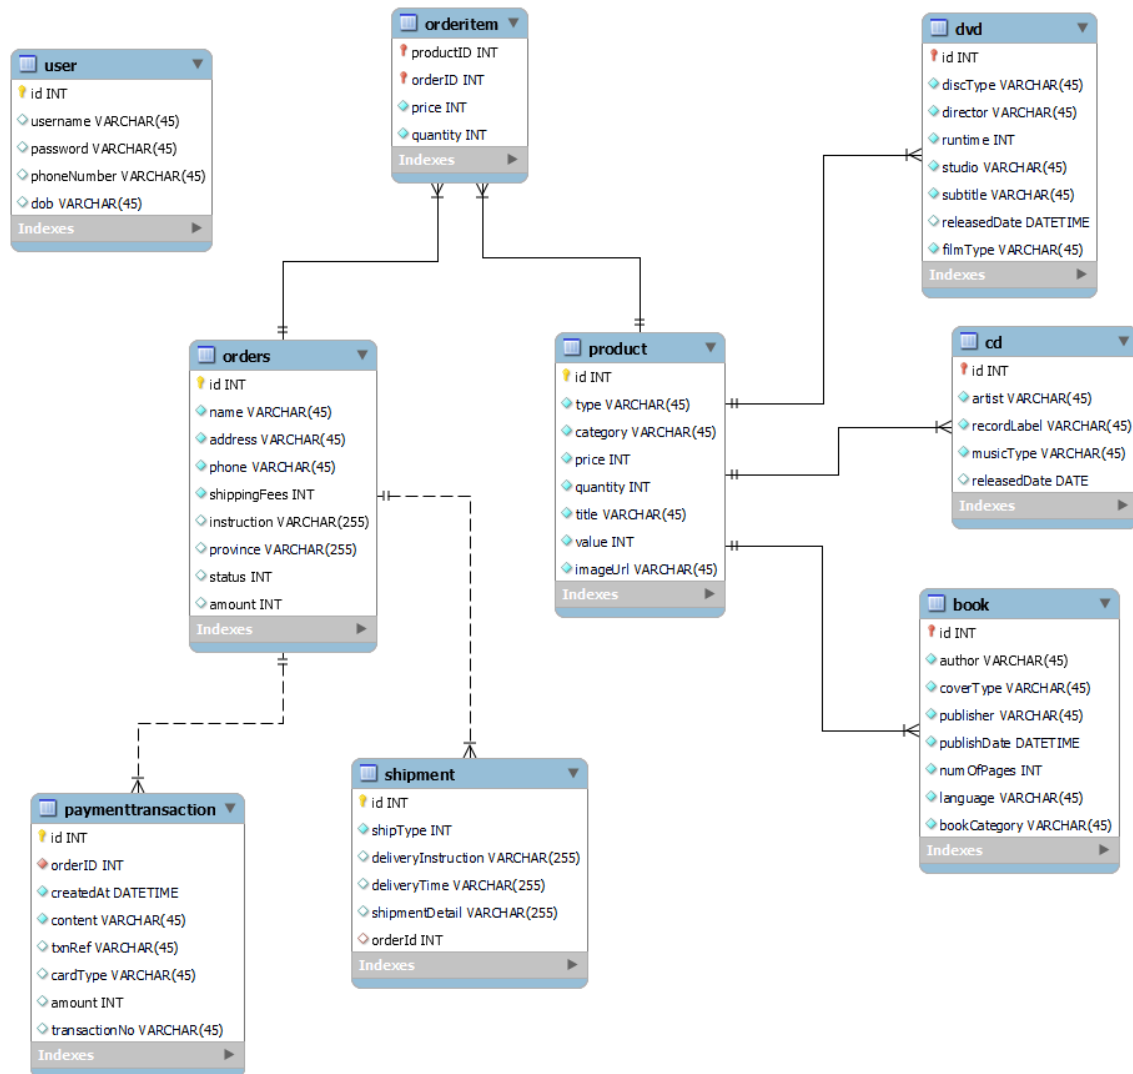 user
id INT
username VARCHAR(45)
password VARCHAR(45)
phoneNumber VARCHAR(45)
dob VARCHAR(45)
Indexes
orderitem
productID INT
orderID INT
price INT
quantity INT
Indexes
dvd
id INT
discType VARCHAR(45)
director VARCHAR(45)
runtime INT
studio VARCHAR(45)
subtitle VARCHAR(45)
releasedDate DATETIME
filmType VARCHAR(45)
Indexes
orders
id INT
name VARCHAR(45)
address VARCHAR(45)
phone VARCHAR(45)
shippingFees INT
instruction VARCHAR(255)
province VARCHAR(255)
status INT
amount INT
Indexes
product
id INT
type VARCHAR(45)
category VARCHAR(45)
price INT
quantity INT
title VARCHAR(45)
value INT
imageUrl VARCHAR(45)
Indexes
cd
id INT
artist VARCHAR(45)
recordLabel VARCHAR(45)
musicType VARCHAR(45)
releasedDate DATE
Indexes
book
id INT
author VARCHAR(45)
coverType VARCHAR(45)
publisher VARCHAR(45)
publishDate DATETIME
numOfPages INT
language VARCHAR(45)
bookCategory VARCHAR(45)
Indexes
paymenttransaction
id INT
orderID INT
createdAt DATETIME
content VARCHAR(45)
txnRef VARCHAR(45)
cardType VARCHAR(45)
amount INT
transactionNo VARCHAR(45)
Indexes
shipment
id INT
shipType INT
deliveryInstruction VARCHAR(255)
deliveryTime VARCHAR(255)
shipmentDetail VARCHAR(255)
orderId INT
Indexes